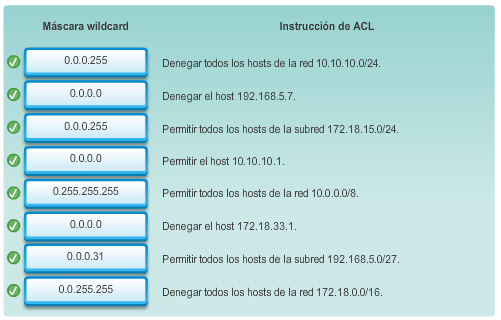 Máscara wildcard Instrucción de ACL
0.0.0.255 Denegar todos los hosts de la red 10.10.10.0/24.
0.0.0.0 Denegar el host 192.168.5.7.
0.0.0.255 Permitir todos los hosts de la subred 172.18.15.0/24.
0.0.0.0 Permitir el host 10.10.10.1.
0.255.255.255 Permitir todos los hosts de la red 10.0.0.0/8.
0.0.0.0 Denegar el host 172.18.33.1.
0.0.0.31 Permitir todos los hosts de la subred 192.168.5.0/27.
0.0.255.255 Denegar todos los hosts de la red 172.18.0.0/16.